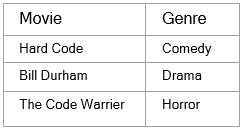 Movie Genre
Hard Code Comedy
Bill Durham Drama
The Code Warrier Horror